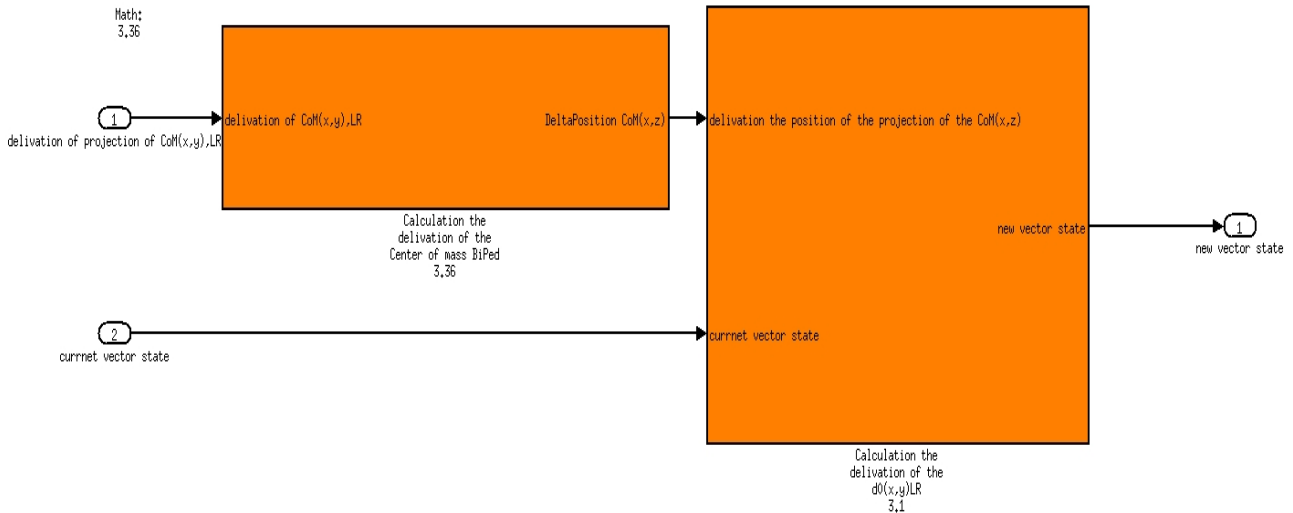 Math:
3.36
1
delivation of projection of CoM(x,y),LR
delivation of CoM(x,y),LR
DeltaPosition CoM(x,z)
Calculation the
delivation of the
Center of mass BiPed
3.36
delivation the position of the projection of the CoM(x,z)
new vector state
1
new vector state
2
currnet vector state
currnet vector state
Calculation the
delivation of the
dO(x,y)LR
3.1